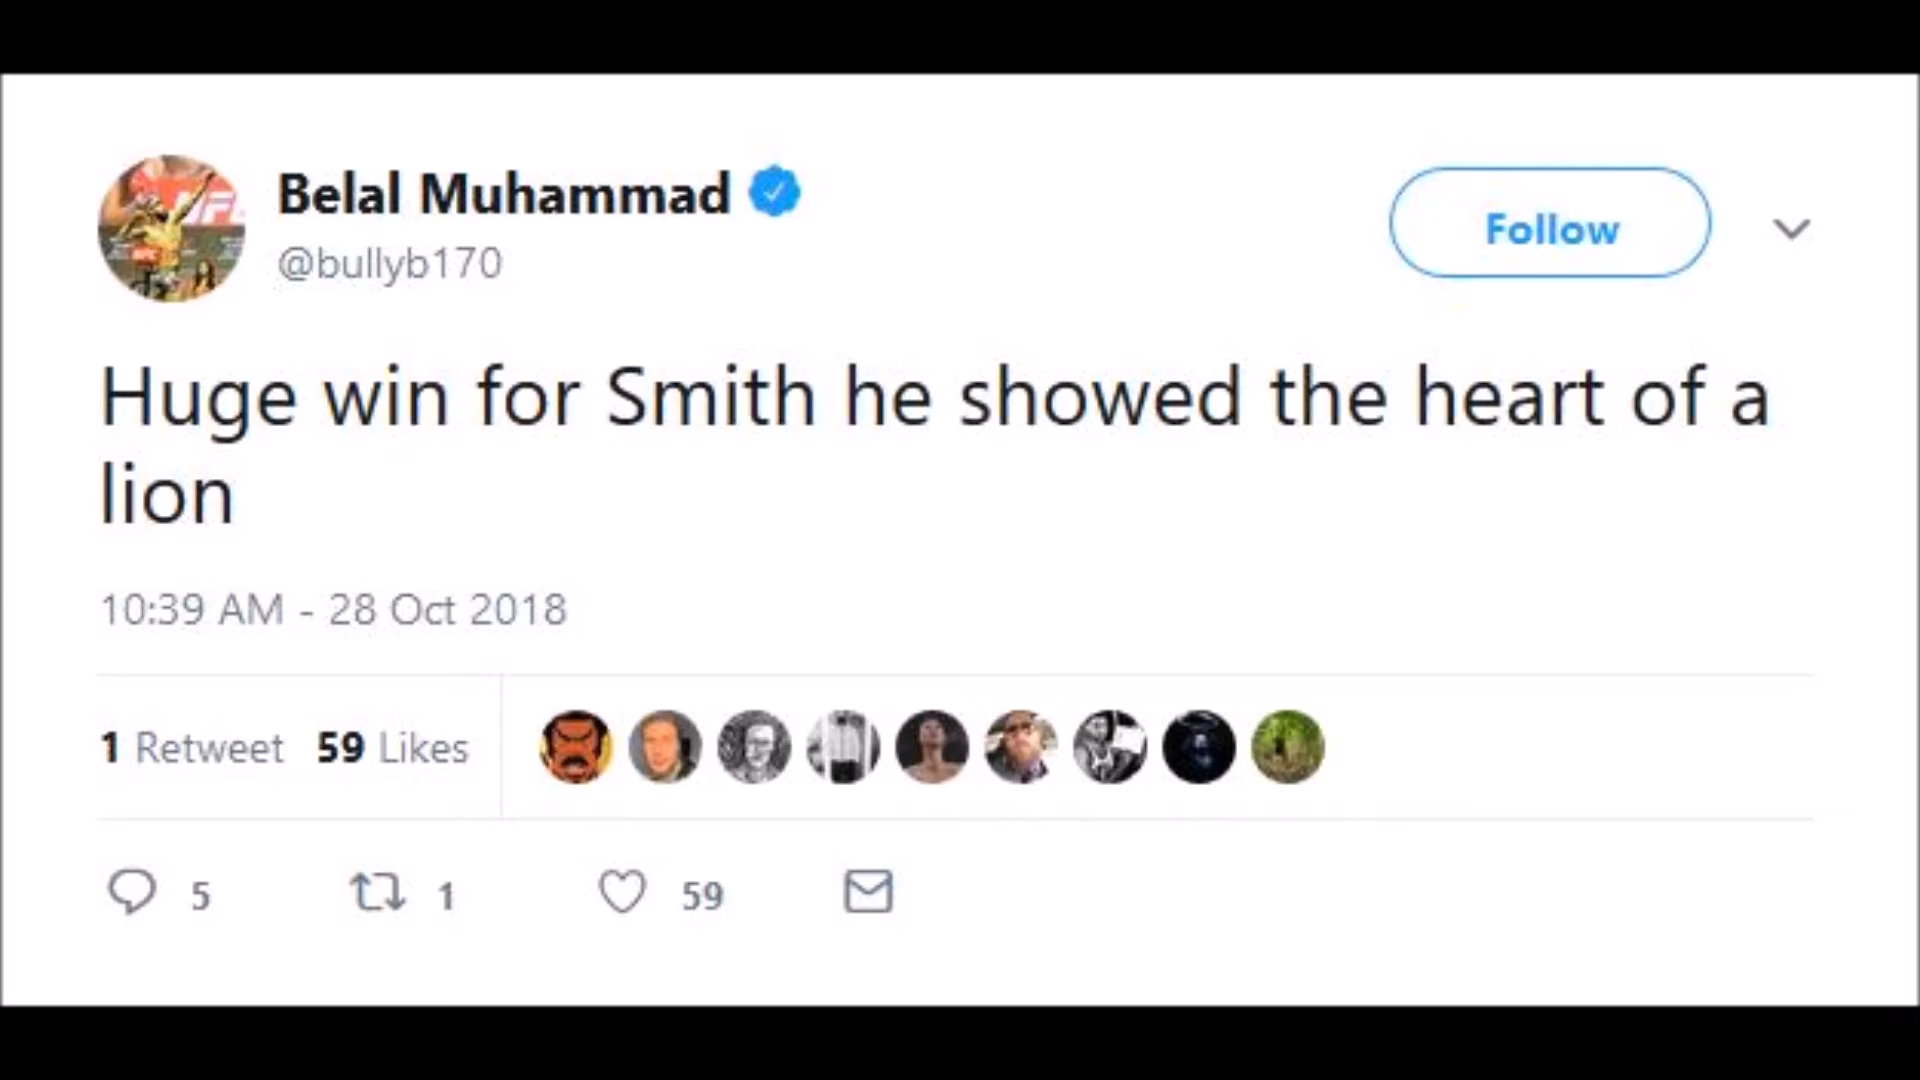 Belal Muhammad
@bullyb170
Follow
Huge win for Smith he showed the heart of a
lion
10:39 AM - 28 Oct 2018
1 Retweet 59 Likes
5 1 59